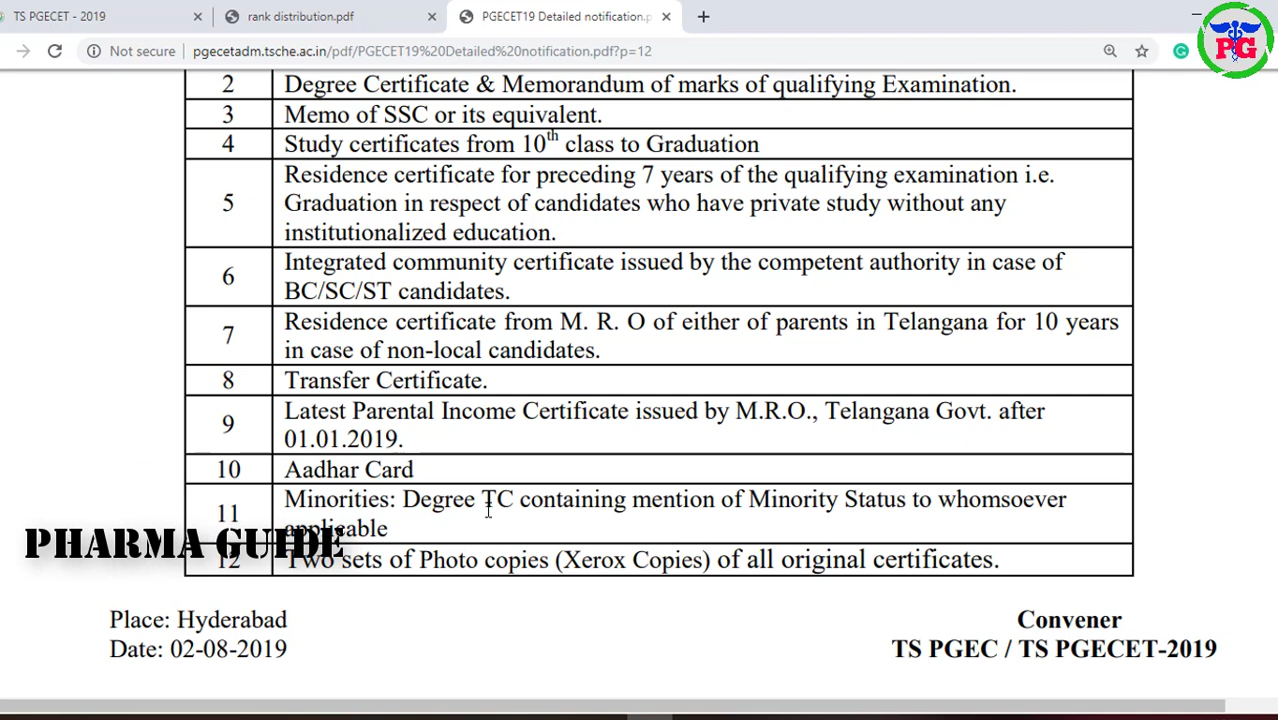 TS PGECET - 2019
rank distribution.pdf
PGECET19 Detailed notification.p
PG
Not secure
pgecetadm.tsche.ac.in/pdf/PGECET19%20Detailed%20notification.pdf?p=12
2 Degree Certificate & Memorandum of marks of qualifying Examination.
3 Memo of SSC or its equivalent.
4 Study certificates from 10th class to Graduation
5 Residence certificate for preceding 7 years of the qualifying examination i.e.
Graduation in respect of candidates who have private study without any
institutionalized education.
6 Integrated community certificate issued by the competent authority in case of
BC/SC/ST candidates.
7 Residence certificate from M. R. O of either of parents in Telangana for 10 years
in case of non-local candidates.
8 Transfer Certificate.
9 Latest Parental Income Certificate issued by M.R.O., Telangana Govt. after
01.01.2019.
10 Aadhar Card
11 Minorities: Degree TC containing mention of Minority Status to whomsoever
applicable
PHARMA GUIDE
12 Two sets of Photo copies (Xerox Copies) of all original certificates.
Place: Hyderabad
Convener
Date: 02-08-2019
TS PGEC / TS PGECET-2019